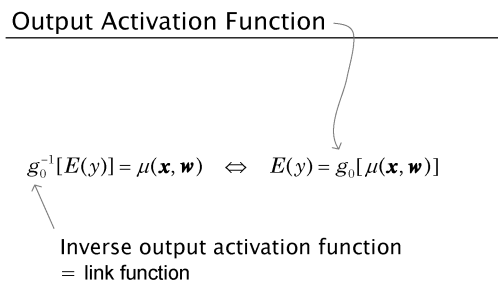 Output Activation Function
g₀⁻¹[E(y)] = μ(x, w) ⇔ E(y) = g₀[μ(x, w)]
Inverse output activation function
= link function